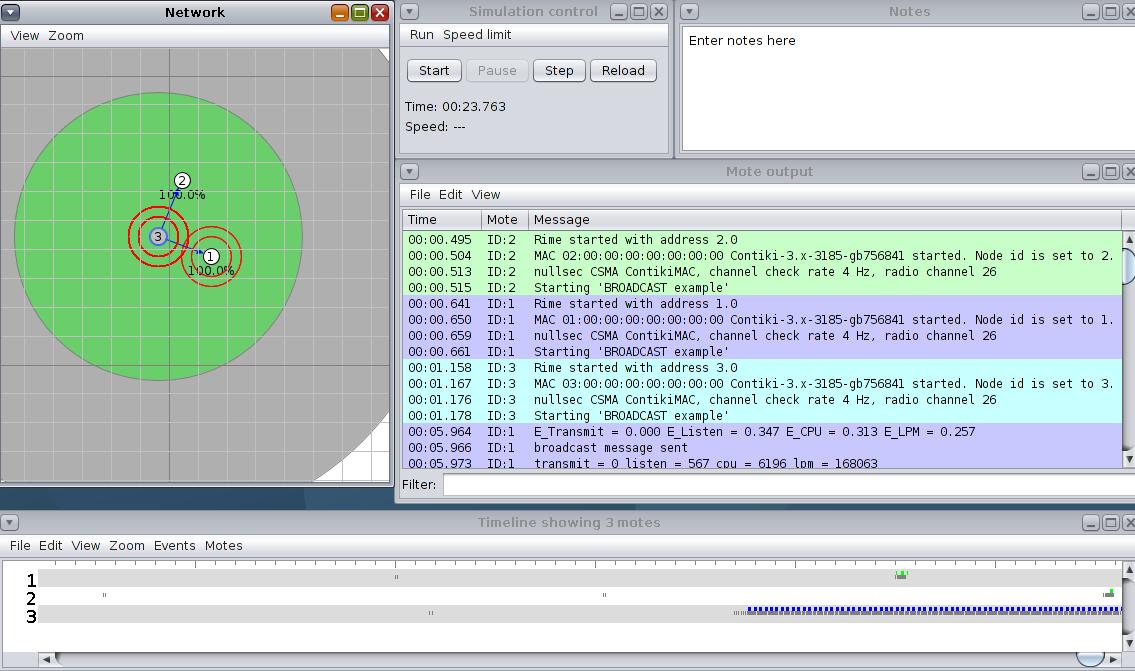 Network
View Zoom
2
100.0%
3
1
100.0%
Simulation control
Run Speed limit
Start Pause Step Reload
Time: 00:23.763
Speed: ---
Notes
Enter notes here
Mote output
File Edit View
Time Mote Message
00:00.495 ID:2 Rime started with address 2.0
00:00.504 ID:2 MAC 02:00:00:00:00:00:00:00 Contiki-3.x-3185-gb756841 started. Node id is set to 2.
00:00.513 ID:2 nullsec CSMA ContikiMAC, channel check rate 4 Hz, radio channel 26
00:00.515 ID:2 Starting 'BROADCAST example'
00:00.641 ID:1 Rime started with address 1.0
00:00.650 ID:1 MAC 01:00:00:00:00:00:00:00 Contiki-3.x-3185-gb756841 started. Node id is set to 1.
00:00.659 ID:1 nullsec CSMA ContikiMAC, channel check rate 4 Hz, radio channel 26
00:00.661 ID:1 Starting 'BROADCAST example'
00:01.158 ID:3 Rime started with address 3.0
00:01.167 ID:3 MAC 03:00:00:00:00:00:00:00 Contiki-3.x-3185-gb756841 started. Node id is set to 3.
00:01.176 ID:3 nullsec CSMA ContikiMAC, channel check rate 4 Hz, radio channel 26
00:01.178 ID:3 Starting 'BROADCAST example'
00:05.964 ID:1 E_Transmit = 0.000 E_Listen = 0.347 E_CPU = 0.313 E_LPM = 0.257
00:05.966 ID:1 broadcast message sent
00:05.973 ID:1 transmit = 0 listen = 567 cpu = 6196 lpm = 168063
Filter:
Timeline showing 3 motes
File Edit View Zoom Events Motes
1
2
3